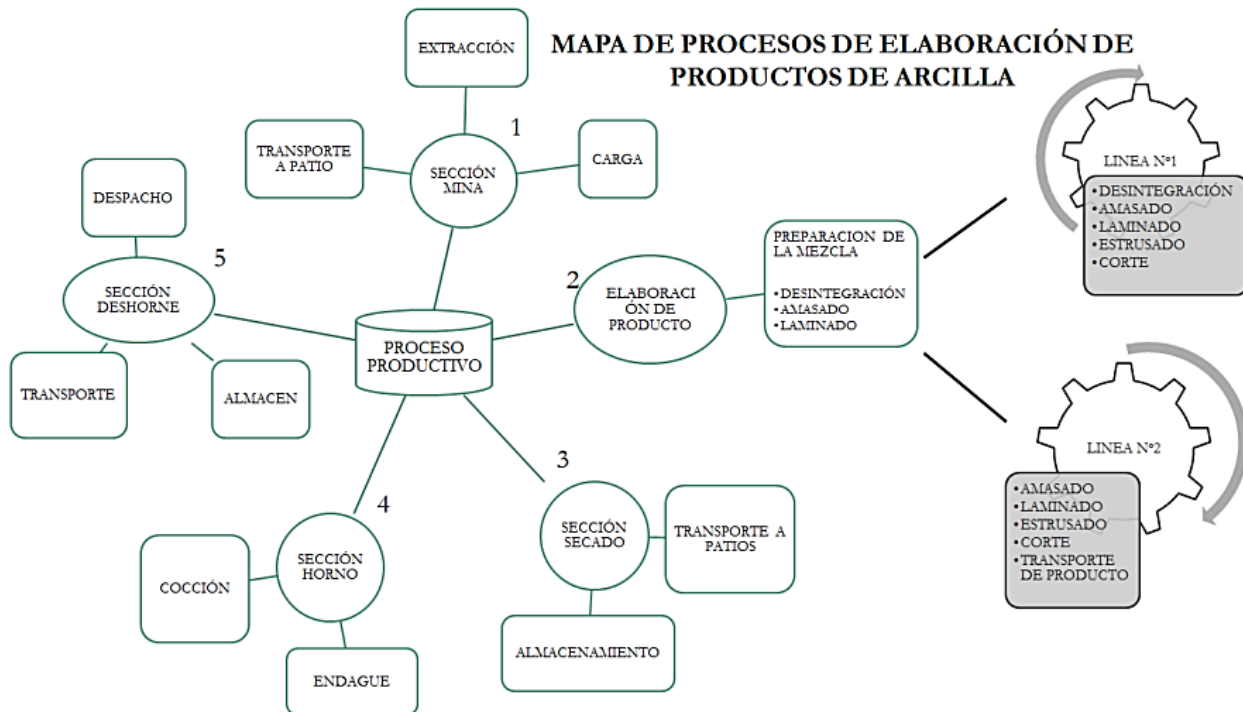 MAPA DE PROCESOS DE ELABORACIÓN DE
PRODUCTOS DE ARCILLA
EXTRACCIÓN
1
TRANSPORTE
A PATIO
SECCIÓN
MINA
CARGA
DESPACHO
5
SECCIÓN
DESHORNE
TRANSPORTE
ALMACEN
PROCESO
PRODUCTIVO
2
ELABORACI
ÓN DE
PRODUCTO
PREPARACION DE
LA MEZCLA
• DESINTEGRACIÓN
• AMASADO
• LAMINADO
LINEA Nº1
• DESINTEGRACIÓN
• AMASADO
• LAMINADO
• ESTRUSADO
• CORTE
LINEA Nº2
• AMASADO
• LAMINADO
• ESTRUSADO
• CORTE
• TRANSPORTE
DE PRODUCTO
3
SECCIÓN
SECADO
TRANSPORTE A
PATIOS
ALMACENAMIENTO
4
SECCIÓN
HORNO
COCCIÓN
ENDAGUE